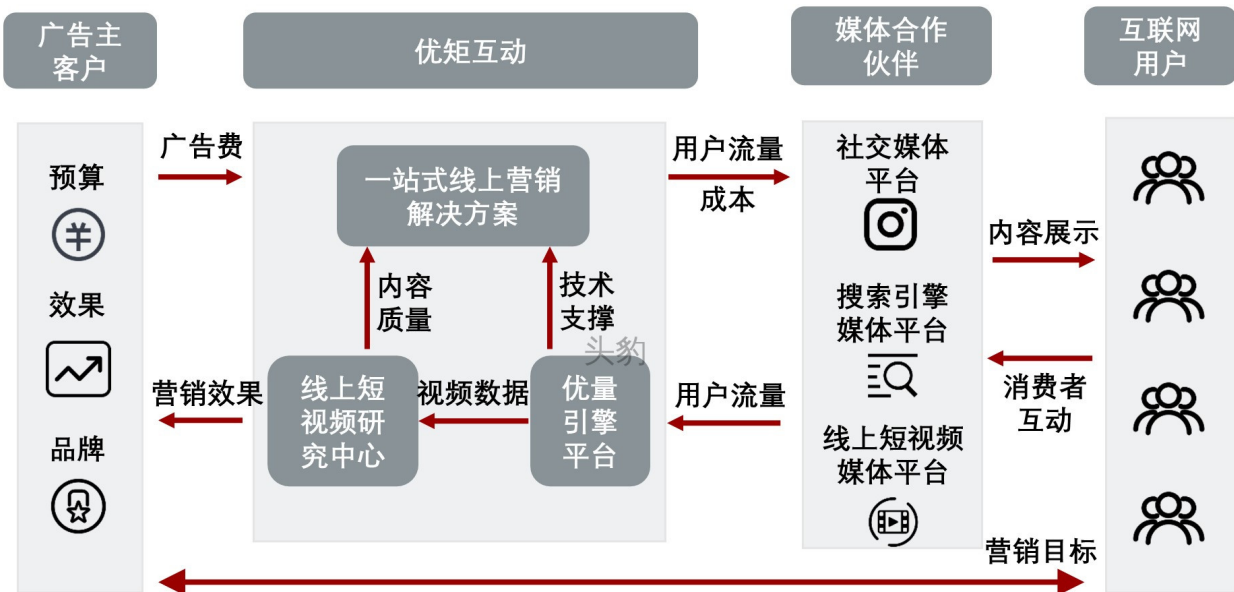 广告主
客户
优矩互动
媒体合作
伙伴
互联网
用户
预算
效果
品牌
广告费
营销效果
一站式线上营销
解决方案
内容
质量
技术
支撑
头豹
线上短
视频研
究中心
视频数据
优量
引擎
平台
用户流量
成本
用户流量
社交媒体
平台
搜索引擎
媒体平台
线上短视频
媒体平台
内容展示
消费者
互动
营销目标